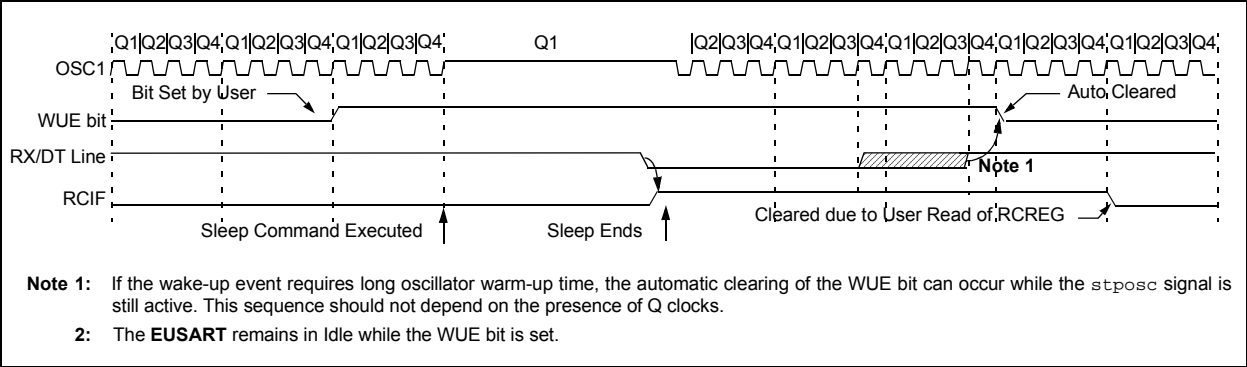 Q1 Q2 Q3 Q4 Q1 Q2 Q3 Q4 Q1 Q2 Q3 Q4 Q1 Q2 Q3 Q4 Q1 Q2 Q3 Q4 Q1 Q2 Q3 Q4 Q1 Q2 Q3 Q4 Q1 Q2 Q3 Q4
OSC1
Bit Set by User
Auto Cleared
WUE bit
RX/DT Line
Note 1
RCIF
Cleared due to User Read of RCREG
Sleep Command Executed
Sleep Ends
Note 1: If the wake-up event requires long oscillator warm-up time, the automatic clearing of the WUE bit can occur while the stposc signal is
still active. This sequence should not depend on the presence of Q clocks.
2: The EUSART remains in Idle while the WUE bit is set.